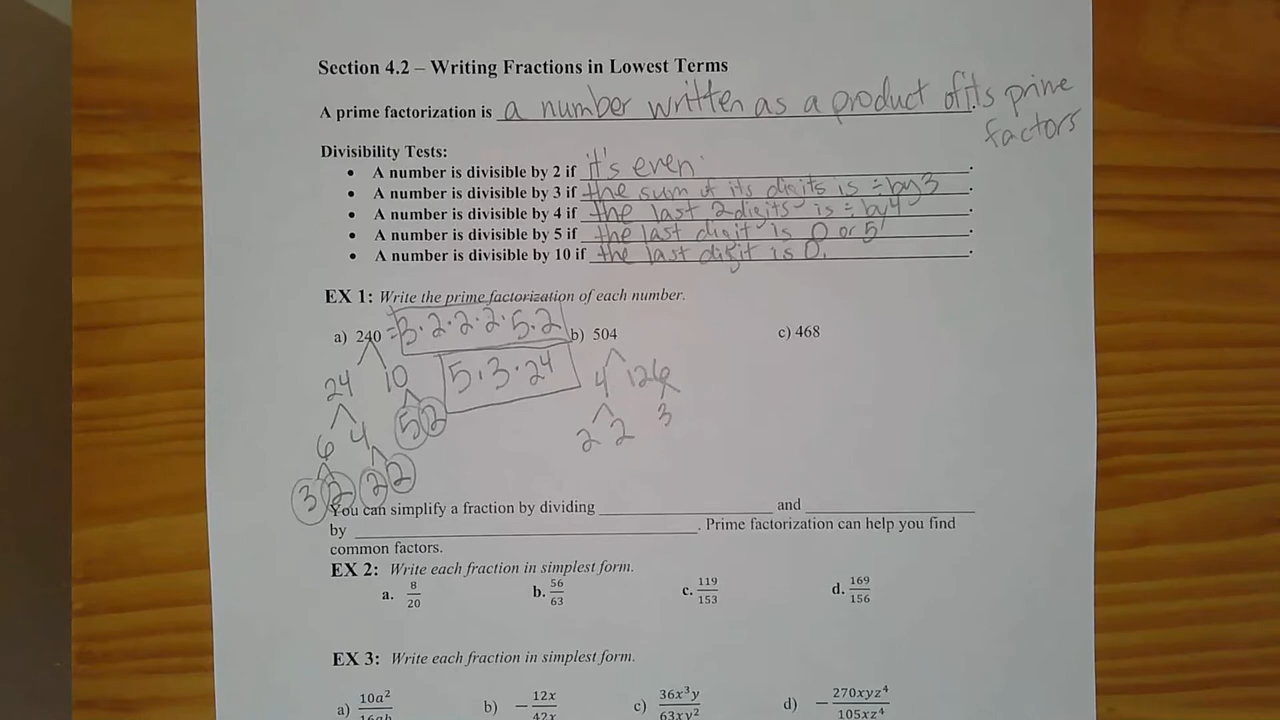 Section 4.2 – Writing Fractions in Lowest Terms
A prime factorization is a number written as a product of its prime
factors
Divisibility Tests:
• A number is divisible by 2 if it's even.
• A number is divisible by 3 if the sum of its digits is ÷ by 3.
• A number is divisible by 4 if the last 2 digits is ÷ by 4.
• A number is divisible by 5 if the last digit is 0 or 5.
• A number is divisible by 10 if the last digit is 0.
EX 1: Write the prime factorization of each number.
a) 240 = 3·2·2·2·5·2 b) 504 c) 468
24 10 5·3·2⁴ 4 126
6 4 5 2 2 2 3
3 2 2 2
You can simplify a fraction by dividing ____ and ____
by ____. Prime factorization can help you find
common factors.
EX 2: Write each fraction in simplest form.
a. 8/20 b. 56/63 c. 119/153 d. 169/156
EX 3: Write each fraction in simplest form.
a) 10a²/16ab b) −12x/42x c) 36x³y/63xy² d) −270xyz⁴/105xz⁴